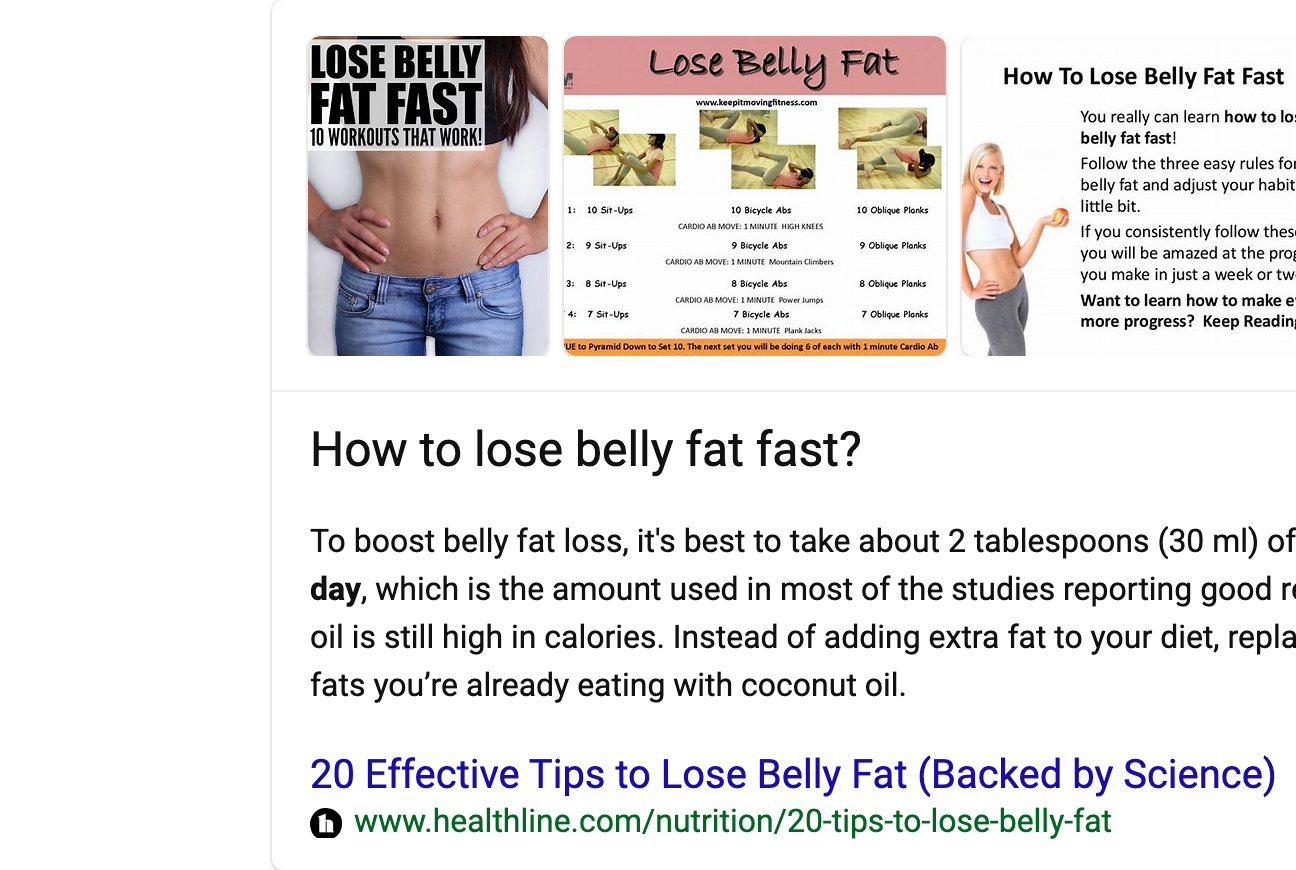 LOSE BELLY
FAT FAST
10 WORKOUTS THAT WORK!
Lose Belly Fat
www.keepitmovingfitness.com
1: 10 Sit-Ups 10 Bicycle Abs 10 Oblique Planks
CARDIO AB MOVE: 1 MINUTE HIGH KNEES
2: 9 Sit-Ups 9 Bicycle Abs 9 Oblique Planks
CARDIO AB MOVE: 1 MINUTE Mountain Climbers
3: 8 Sit-Ups 8 Bicycle Abs 8 Oblique Planks
CARDIO AB MOVE: 1 MINUTE Power Jumps
4: 7 Sit-Ups 7 Bicycle Abs 7 Oblique Planks
CARDIO AB MOVE: 1 MINUTE Plank Jacks
UE to Pyramid Down to Set 10. The next set you will be doing 6 of each with 1 minute Cardio Ab
How To Lose Belly Fat Fast
You really can learn how to los
belly fat fast!
Follow the three easy rules for
belly fat and adjust your habit
little bit.
If you consistently follow these
you will be amazed at the prog
you make in just a week or two
Want to learn how to make e
more progress? Keep Reading
How to lose belly fat fast?
To boost belly fat loss, it's best to take about 2 tablespoons (30 ml) of
day, which is the amount used in most of the studies reporting good re
oil is still high in calories. Instead of adding extra fat to your diet, repla
fats you're already eating with coconut oil.
20 Effective Tips to Lose Belly Fat (Backed by Science)
h www.healthline.com/nutrition/20-tips-to-lose-belly-fat